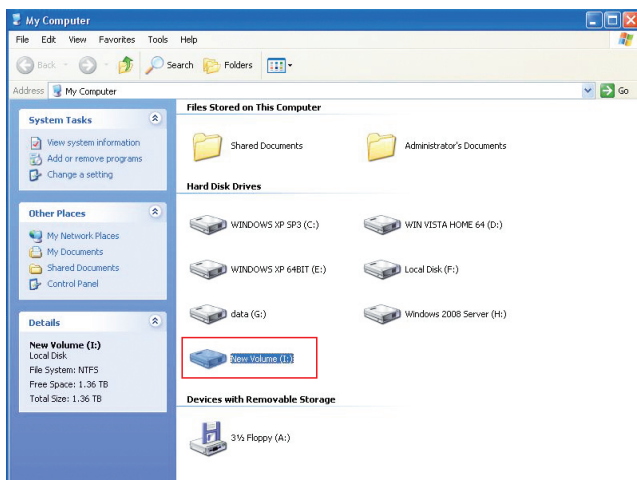 My Computer
File Edit View Favorites Tools Help
Back Search Folders
Address My Computer Go
System Tasks
View system information
Add or remove programs
Change a setting
Other Places
My Network Places
My Documents
Shared Documents
Control Panel
Details
New Volume (I:)
Local Disk
File System: NTFS
Free Space: 1.36 TB
Total Size: 1.36 TB
Files Stored on This Computer
Shared Documents Administrator's Documents
Hard Disk Drives
WINDOWS XP SP3 (C:) WIN VISTA HOME 64 (D:)
WINDOWS XP 64BIT (E:) Local Disk (F:)
data (G:) Windows 2008 Server (H:)
New Volume (I:)
Devices with Removable Storage
3½ Floppy (A:)